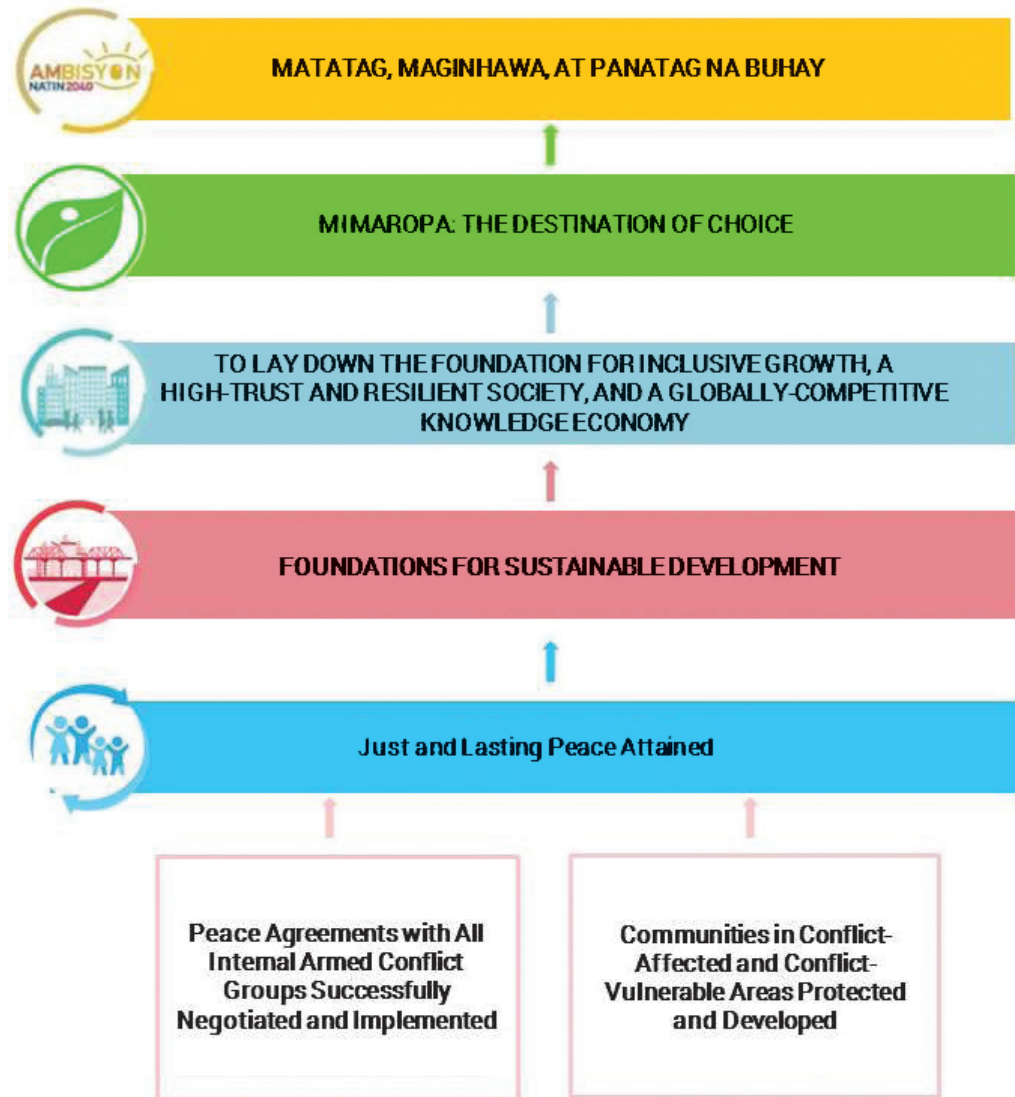 AMBISYON
NATIN2040
MATATAG, MAGINHAWA, AT PANATAG NA BUHAY
MIMAROPA: THE DESTINATION OF CHOICE
TO LAY DOWN THE FOUNDATION FOR INCLUSIVE GROWTH, A
HIGH-TRUST AND RESILIENT SOCIETY, AND A GLOBALLY-COMPETITIVE
KNOWLEDGE ECONOMY
FOUNDATIONS FOR SUSTAINABLE DEVELOPMENT
Just and Lasting Peace Attained
Peace Agreements with All
Internal Armed Conflict
Groups Successfully
Negotiated and Implemented
Communities in Conflict-
Affected and Conflict-
Vulnerable Areas Protected
and Developed